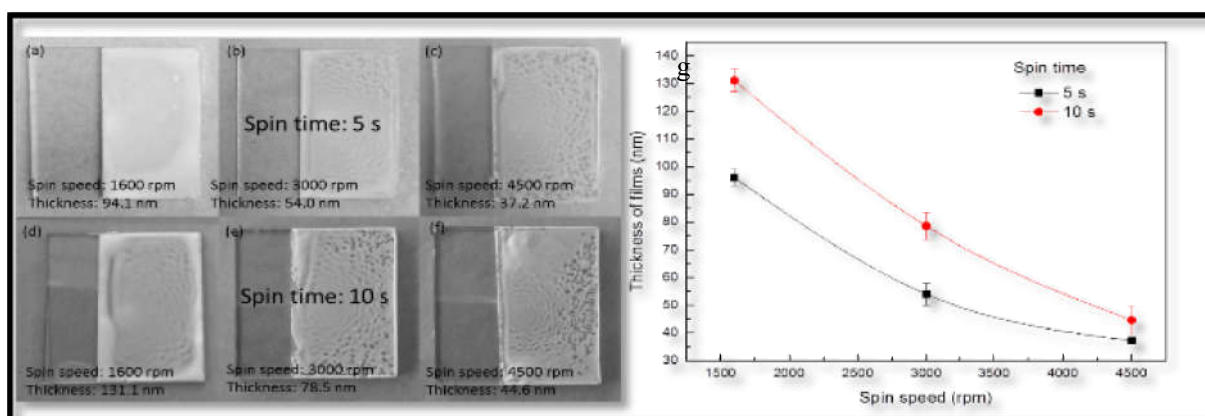 (a)
Spin speed: 1600 rpm
Thickness: 94.1 nm
(b)
Spin time: 5 s
Spin speed: 3000 rpm
Thickness: 54.0 nm
(c)
Spin speed: 4500 rpm
Thickness: 37.2 nm
(d)
Spin speed: 1600 rpm
Thickness: 131.1 nm
(e)
Spin time: 10 s
Spin speed: 3000 rpm
Thickness: 78.5 nm
(f)
Spin speed: 4500 rpm
Thickness: 44.6 nm
g
Spin time
5 s
10 s
Thickness of films (nm)
140
130
120
110
100
90
80
70
60
50
40
30
1500 2000 2500 3000 3500 4000 4500
Spin speed (rpm)